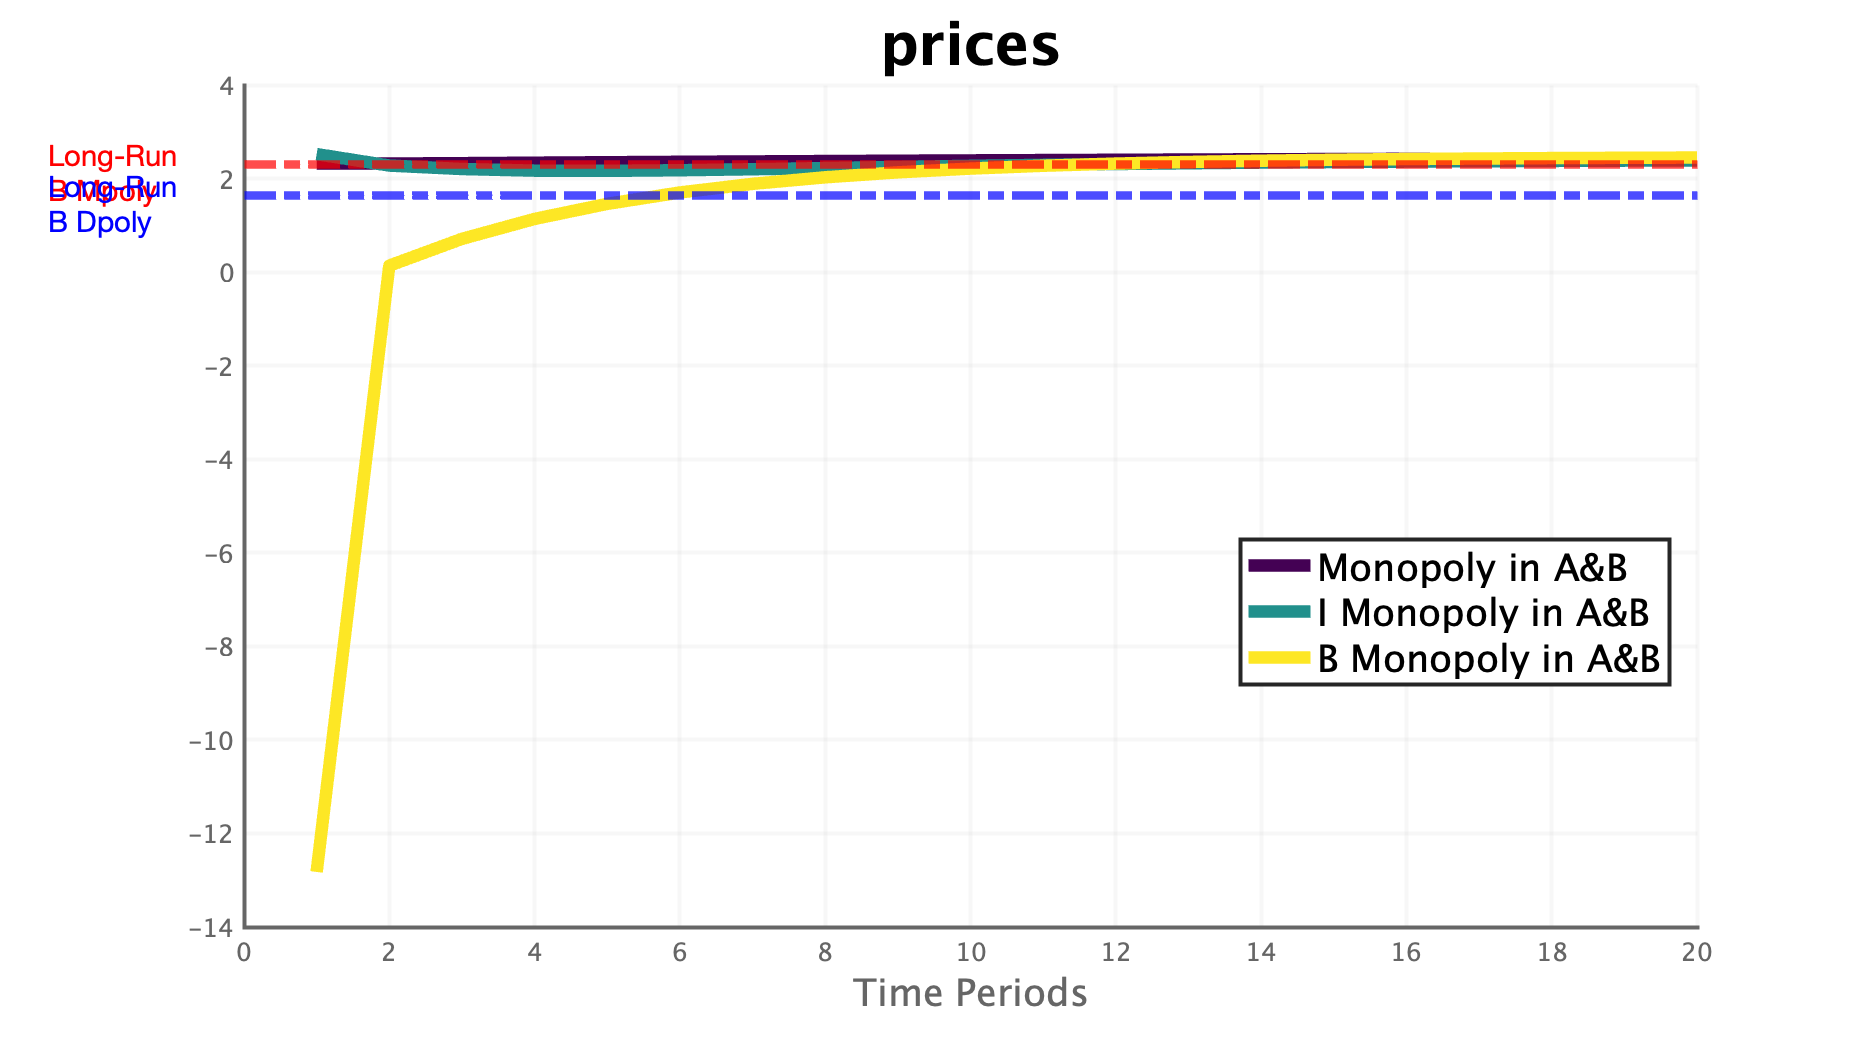 prices
4
2
0
–2
–4
–6
–8
–10
–12
–14
Long-Run
B Mpoly
Long-Run
B Dpoly
Monopoly in A&B
I Monopoly in A&B
B Monopoly in A&B
0 2 4 6 8 10 12 14 16 18 20
Time Periods